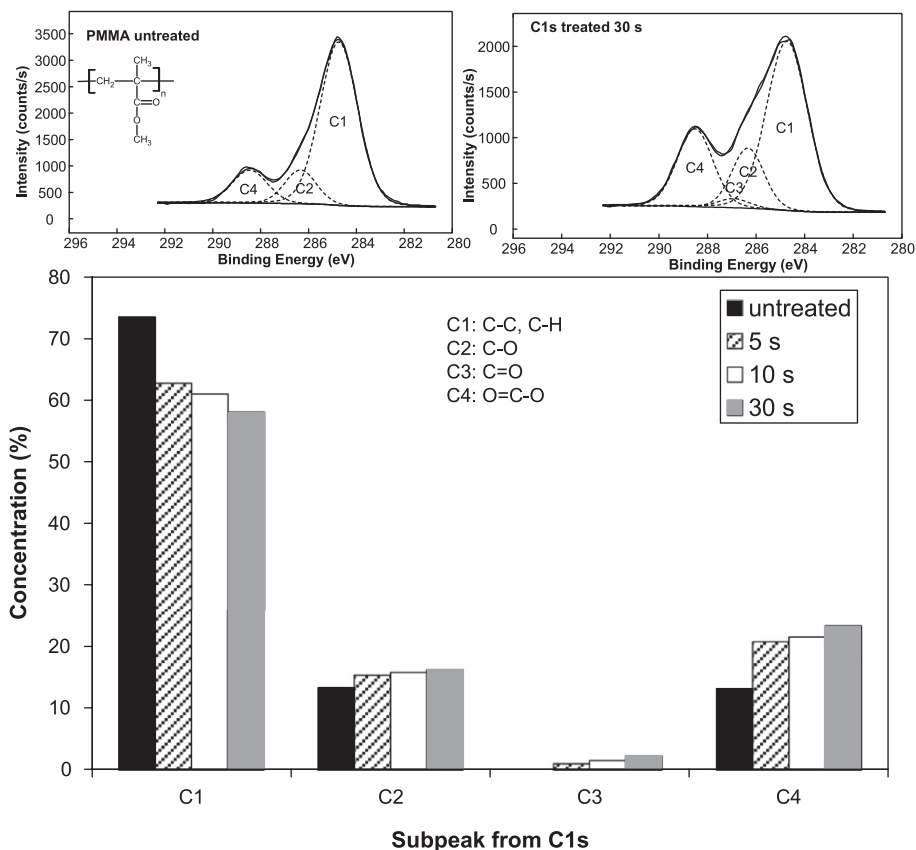 PMMA untreated
Intensity (counts/s)
3500
3000
2500
2000
1500
1000
500
0
CH₃
CH₂
C
n
C=O
O
CH₃
C1
C2
C4
296 294 292 290 288 286 284 282 280
Binding Energy (eV)
C1s treated 30 s
Intensity (counts/s)
2000
1500
1000
500
0
C1
C2
C3
C4
296 294 292 290 288 286 284 282 280
Binding Energy (eV)
Concentration (%)
80
70
60
50
40
30
20
10
0
C1: C-C, C-H
C2: C-O
C3: C=O
C4: O=C-O
untreated
5 s
10 s
30 s
C1 C2 C3 C4
Subpeak from C1s